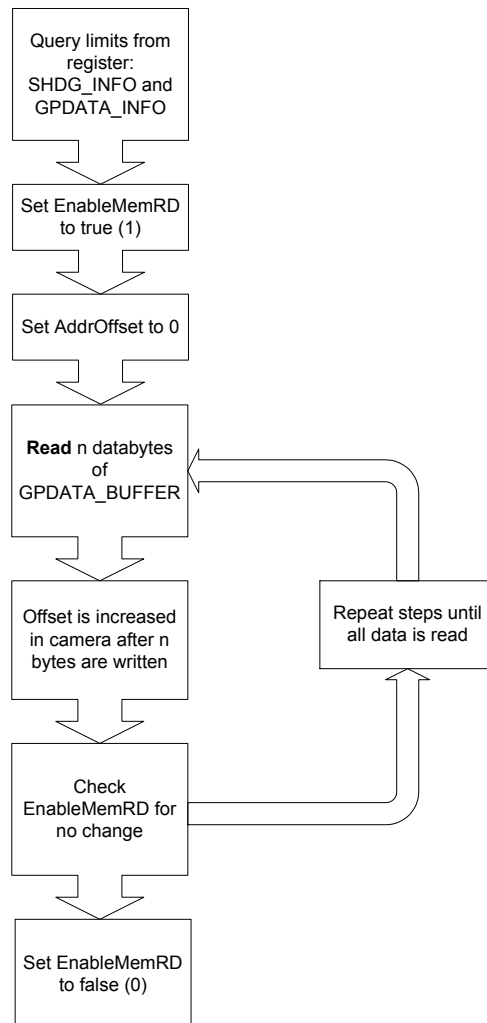 Query limits from
register:
SHDG_INFO and
GPDATA_INFO
Set EnableMemRD
to true (1)
Set AddrOffset to 0
Read n databytes
of
GPDATA_BUFFER
Offset is increased
in camera after n
bytes are written
Repeat steps until
all data is read
Check
EnableMemRD for
no change
Set EnableMemRD
to false (0)